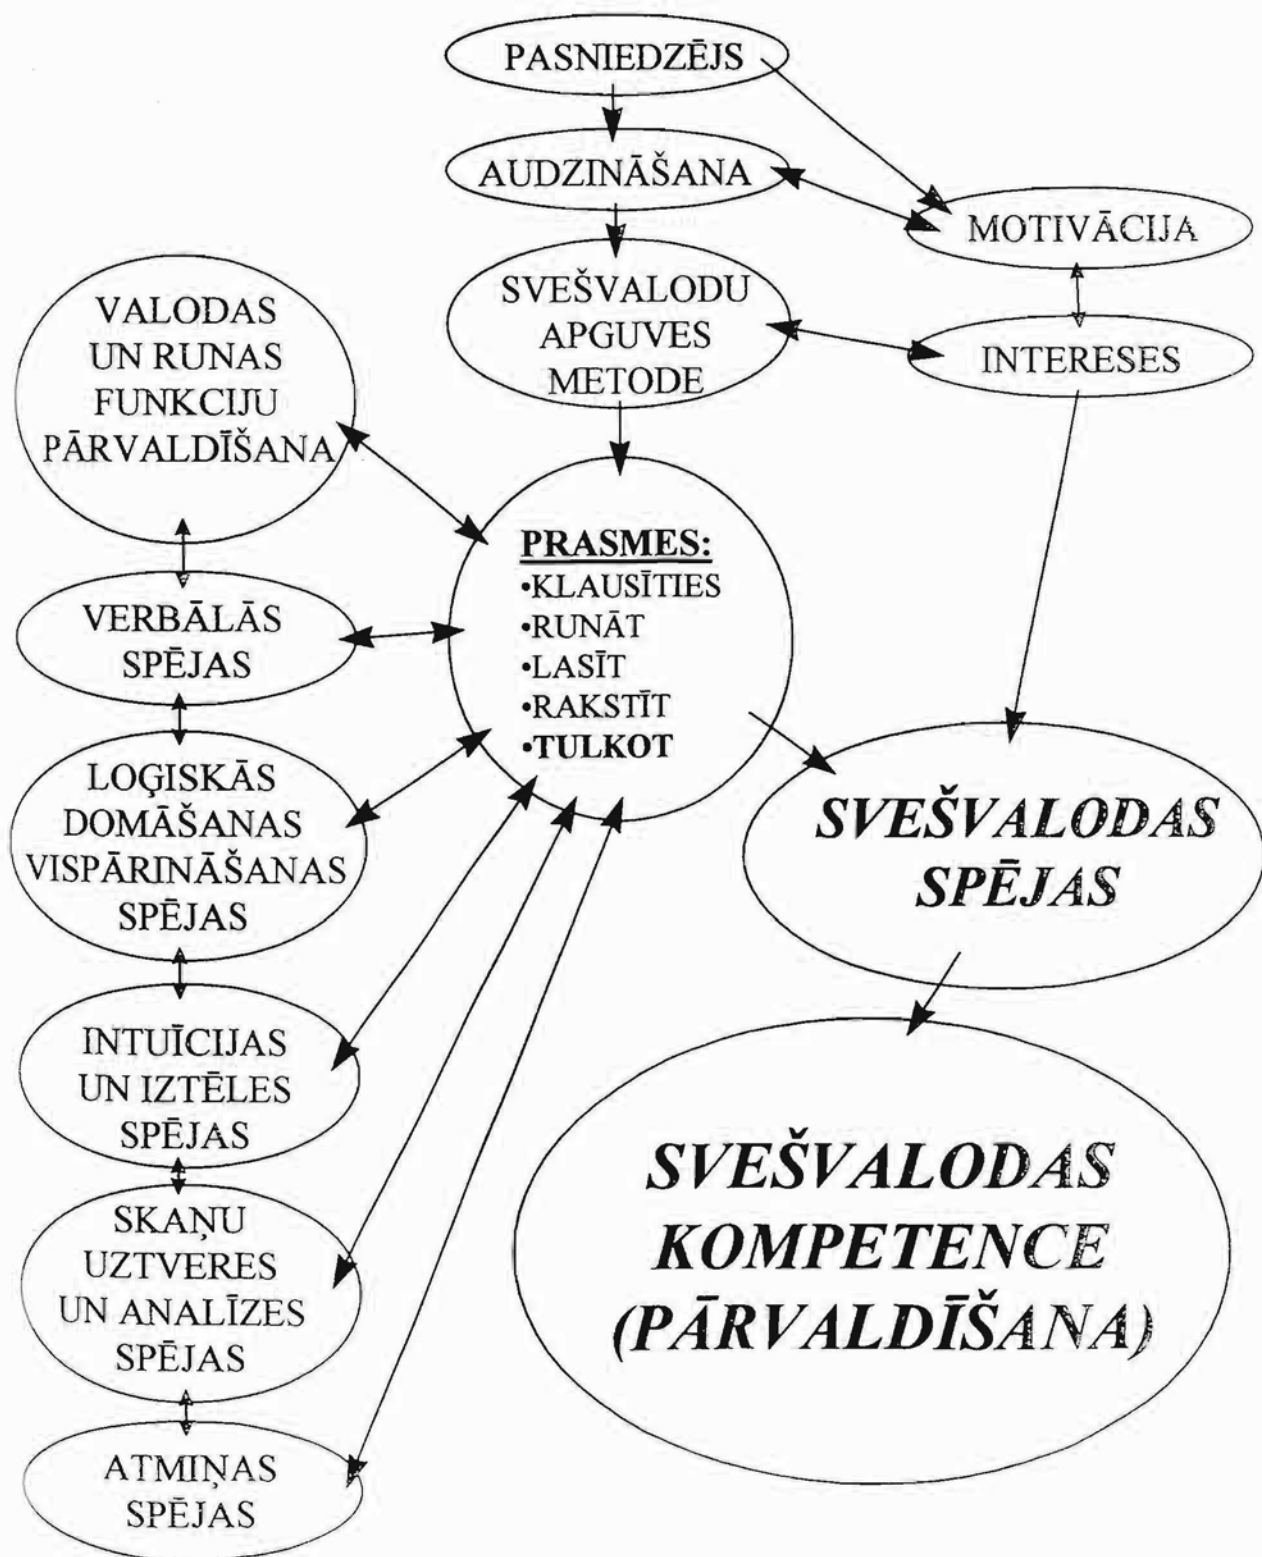 PASNIEDZĒJS
AUDZINĀŠANA
MOTIVĀCIJA
SVEŠVALODU
APGUVES
METODE
INTERESES
VALODAS
UN RUNAS
FUNKCIJU
PĀRVALDĪŠANA
PRASMES:
•KLAUSĪTIES
•RUNĀT
•LASĪT
•RAKSTĪT
•TULKOT
VERBĀLĀS
SPĒJAS
LOĢISKĀS
DOMĀŠANAS
VISPĀRINĀŠANAS
SPĒJAS
SVEŠVALODAS
SPĒJAS
INTUĪCIJAS
UN IZTĒLES
SPĒJAS
SKAŅU
UZTVERES
UN ANALĪZES
SPĒJAS
ATMIŅAS
SPĒJAS
SVEŠVALODAS
KOMPETENCE
(PĀRVALDĪŠANA)